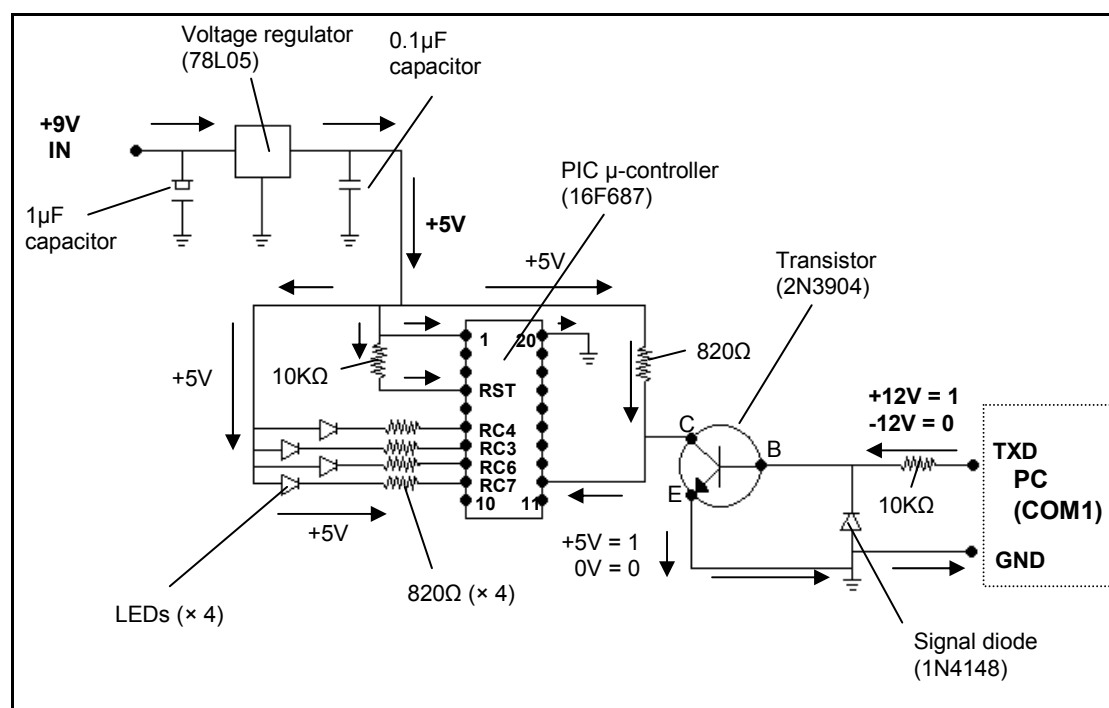 Voltage regulator
(78L05)
0.1µF
capacitor
+9V
IN
1µF
capacitor
+5V
PIC µ-controller
(16F687)
Transistor
(2N3904)
+5V
820Ω
+5V
10KΩ
1
20
RST
RC4
RC3
RC6
RC7
10
11
C
B
E
+12V = 1
-12V = 0
TXD
PC
(COM1)
10KΩ
GND
+5V
+5V = 1
0V = 0
LEDs (× 4)
820Ω (× 4)
Signal diode
(1N4148)